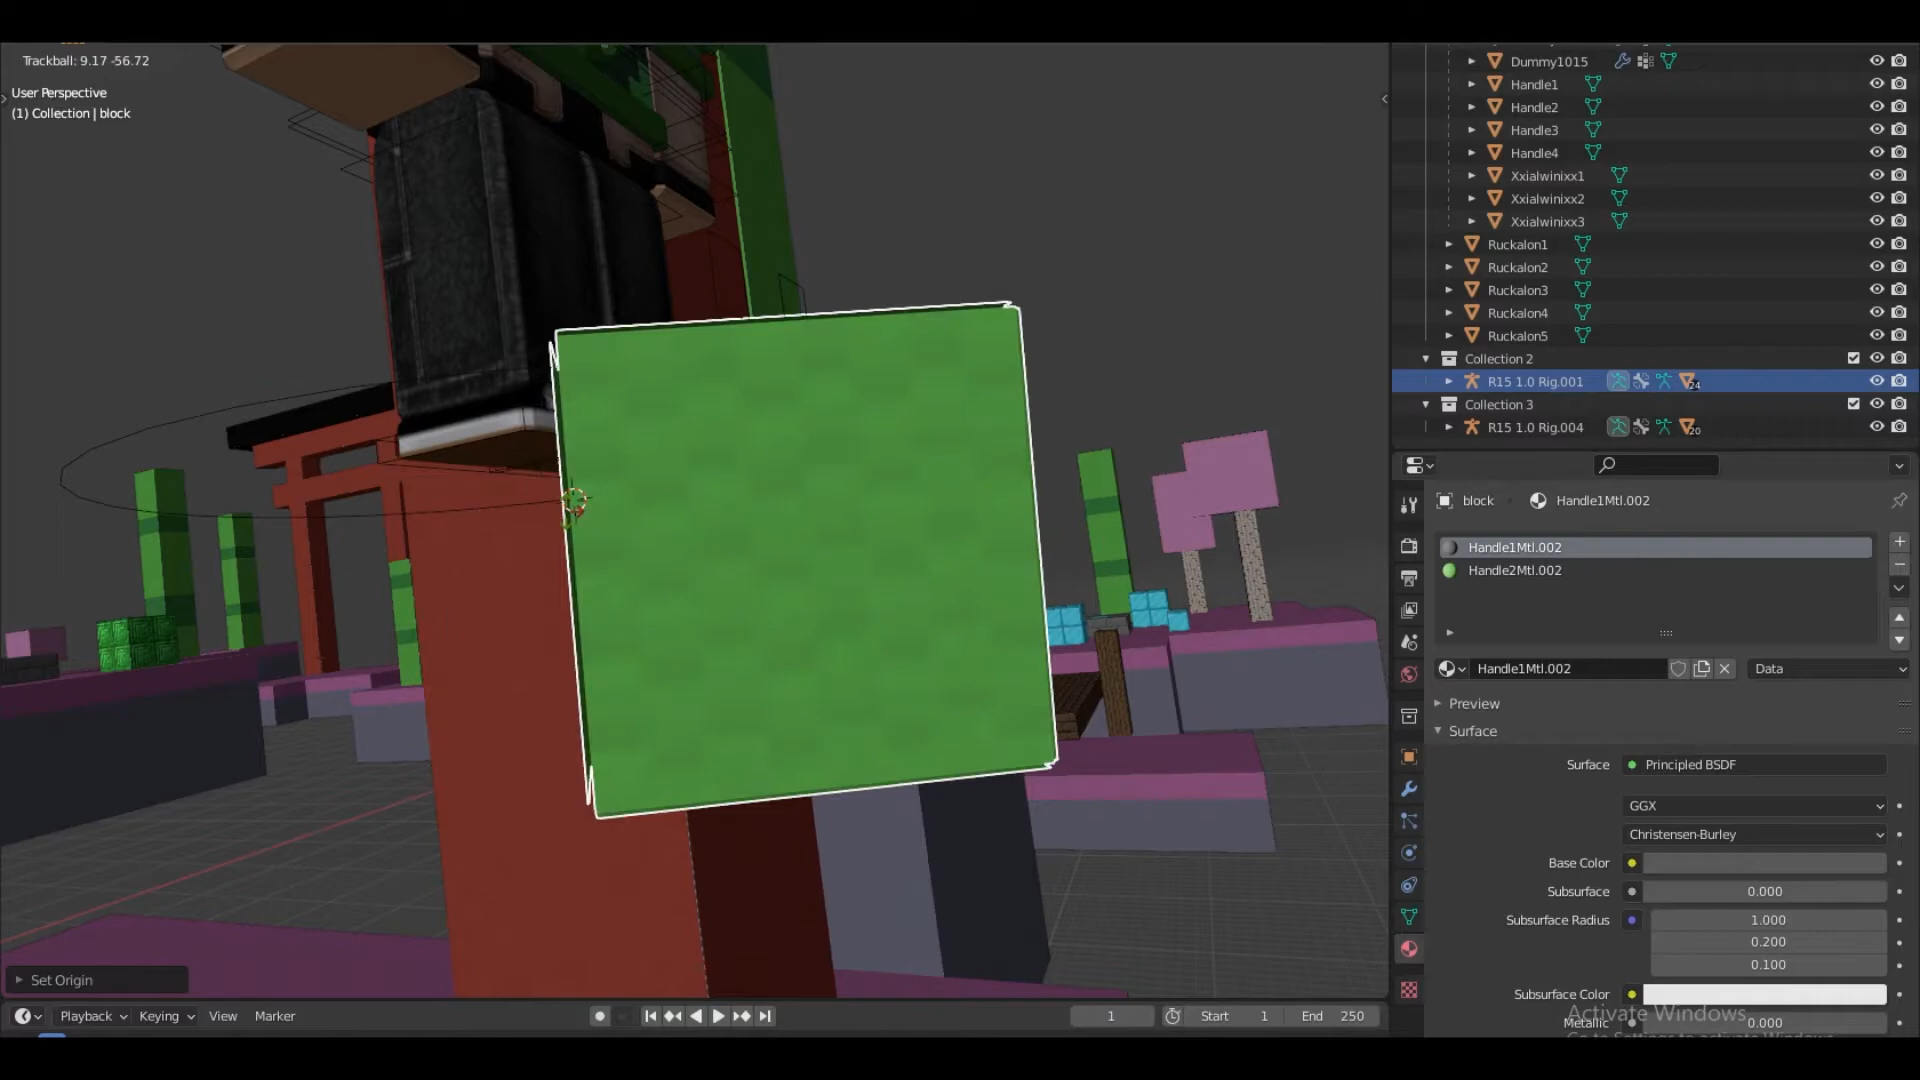 Trackball: 9.17 -56.72
User Perspective
(1) Collection | block
Dummy1015
Handle1
Handle2
Handle3
Handle4
Xxialwinixx1
Xxialwinixx2
Xxialwinixx3
Ruckalon1
Ruckalon2
Ruckalon3
Ruckalon4
Ruckalon5
Collection 2
R15 1.0 Rig.001
24
Collection 3
R15 1.0 Rig.004
20
block
Handle1Mtl.002
Handle1Mtl.002
Handle2Mtl.002
Handle1Mtl.002
Data
Preview
Surface
Surface
Principled BSDF
GGX
Christensen-Burley
Base Color
Subsurface
0.000
Subsurface Radius
1.000
0.200
0.100
Subsurface Color
Activate Windows
Metallic
0.000
Set Origin
Playback
Keying
View
Marker
1
Start
1
End
250